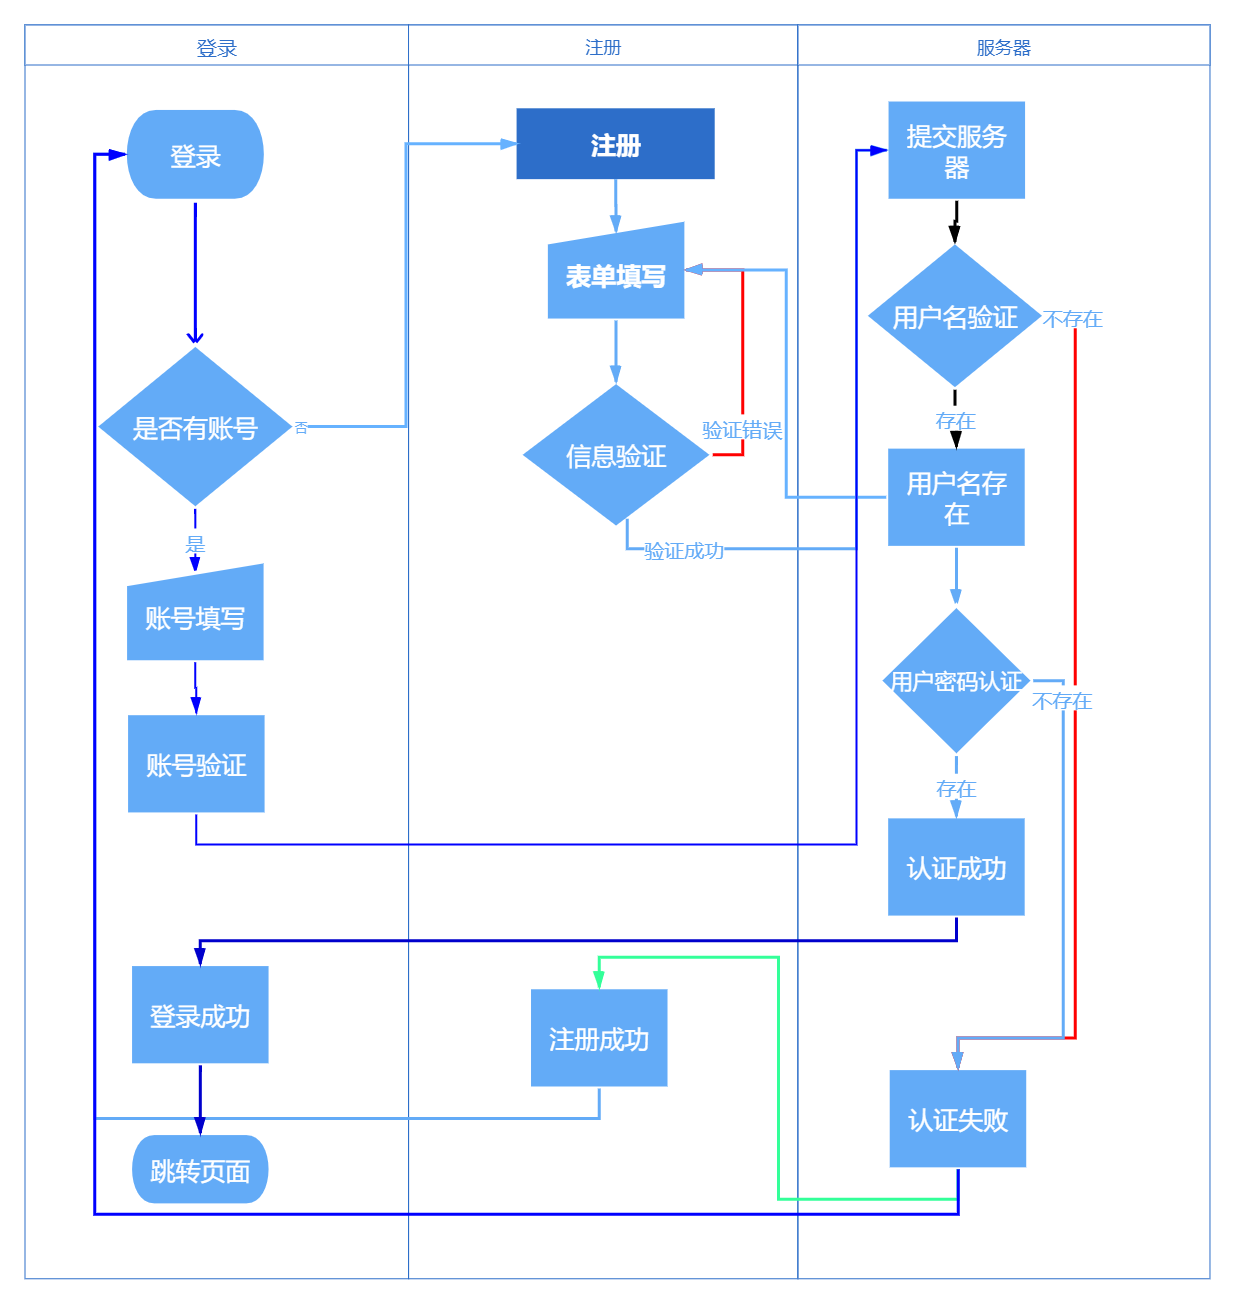 登录
注册
服务器
登录
是否有账号
否
是
账号填写
账号验证
登录成功
跳转页面
注册
表单填写
信息验证
验证错误
验证成功
注册成功
提交服务
器
用户名验证
不存在
存在
用户名存
在
用户密码认证
不存在
存在
认证成功
认证失败